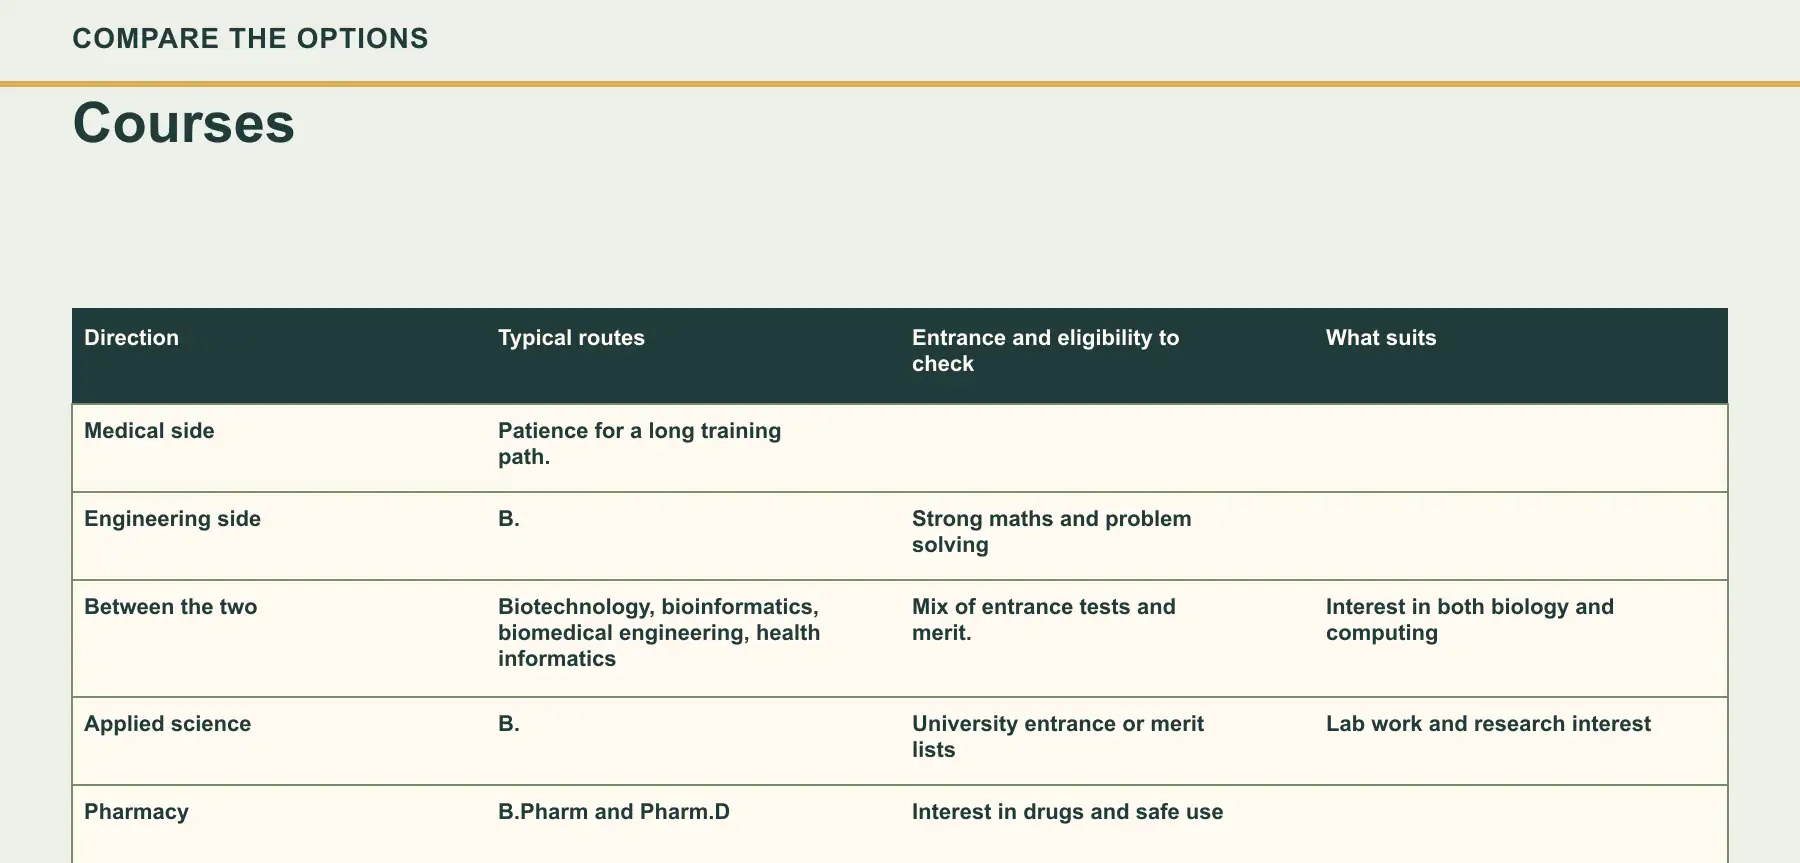 COMPARE THE OPTIONS
Courses
Direction
Typical routes
Entrance and eligibility to
check
What suits
Medical side
Patience for a long training
path.
Engineering side
B.
Strong maths and problem
solving
Between the two
Biotechnology, bioinformatics,
biomedical engineering, health
informatics
Mix of entrance tests and
merit.
Interest in both biology and
computing
Applied science
B.
University entrance or merit
lists
Lab work and research interest
Pharmacy
B.Pharm and Pharm.D
Interest in drugs and safe use